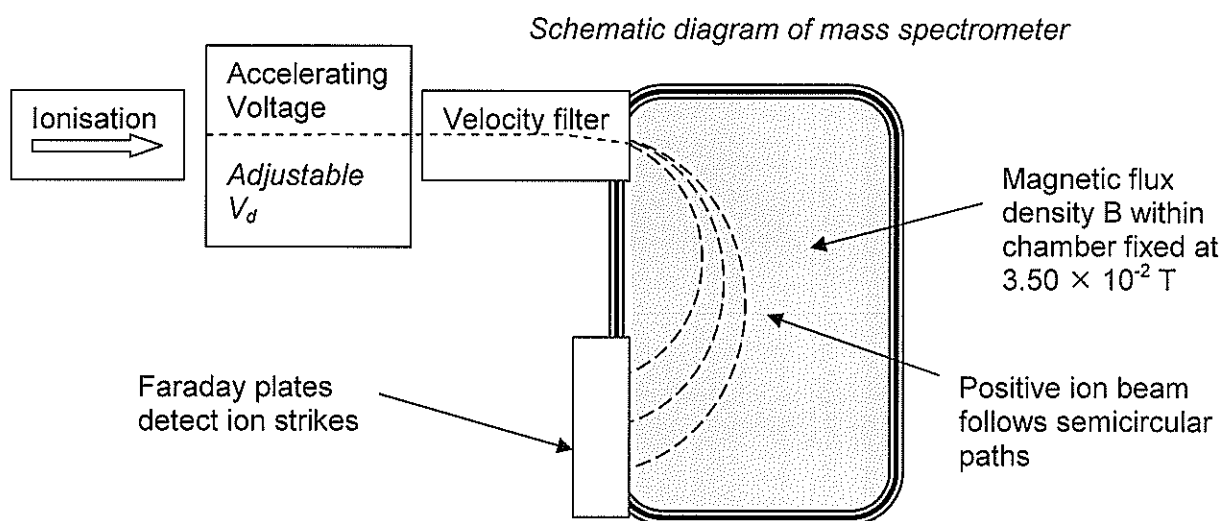 Schematic diagram of mass spectrometer
Ionisation
Accelerating
Voltage
Adjustable
V_d
Velocity filter
Magnetic flux
density B within
chamber fixed at
3.50 × 10⁻² T
Faraday plates
detect ion strikes
Positive ion beam
follows semicircular
paths